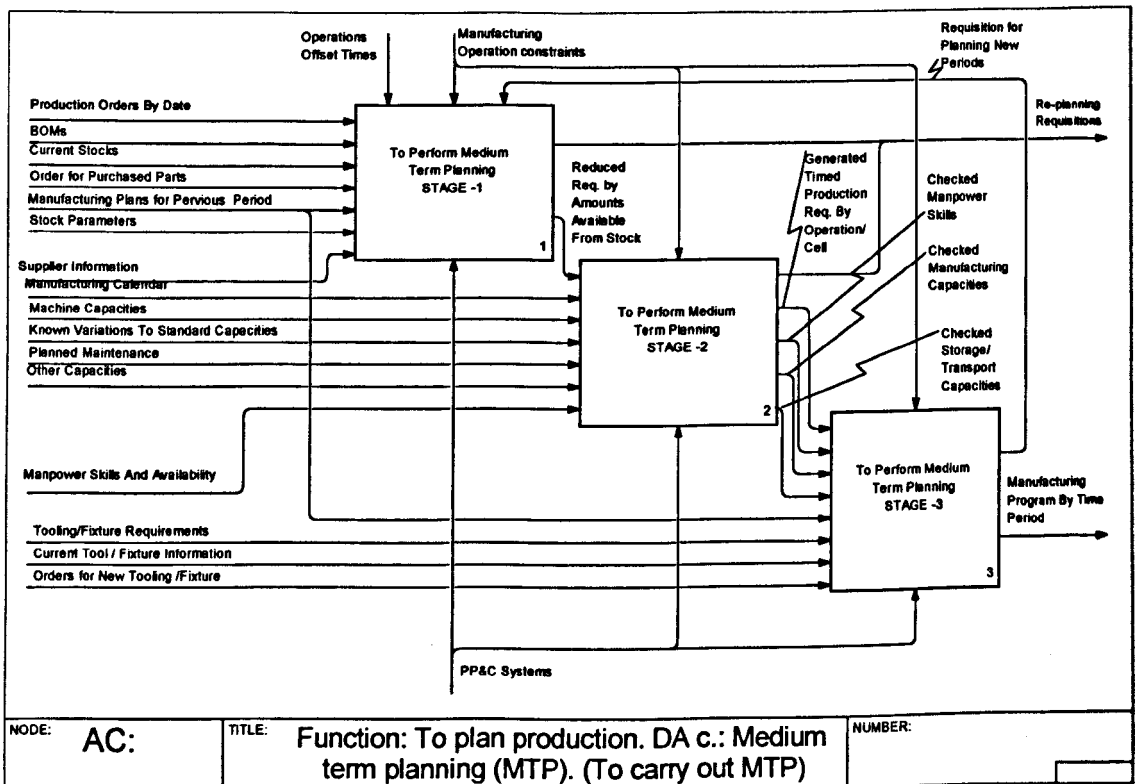 Operations
Offset Times
Manufacturing
Operation constraints
Requisition for
Planning New
Periods
Production Orders By Date
BOMs
Current Stocks
Order for Purchased Parts
Manufacturing Plans for Pervious Period
Stock Parameters
Supplier Information
Manufacturing Calendar
Machine Capacities
Known Variations To Standard Capacities
Planned Maintenance
Other Capacities
Manpower Skills And Availability
Tooling/Fixture Requirements
Current Tool / Fixture Information
Orders for New Tooling /Fixture
To Perform Medium
Term Planning
STAGE -1
1
Reduced
Req. by
Amounts
Available
From Stock
To Perform Medium
Term Planning
STAGE -2
2
Generated
Timed
Production
Req. By
Operation/
Cell
Re-planning
Requisitions
Checked
Manpower
Skills
Checked
Manufacturing
Capacities
Checked
Storage/
Transport
Capacities
To Perform Medium
Term Planning
STAGE -3
3
Manufacturing
Program By Time
Period
PP&C Systems
NODE: AC:
TITLE: Function: To plan production. DA c.: Medium
term planning (MTP). (To carry out MTP)
NUMBER: